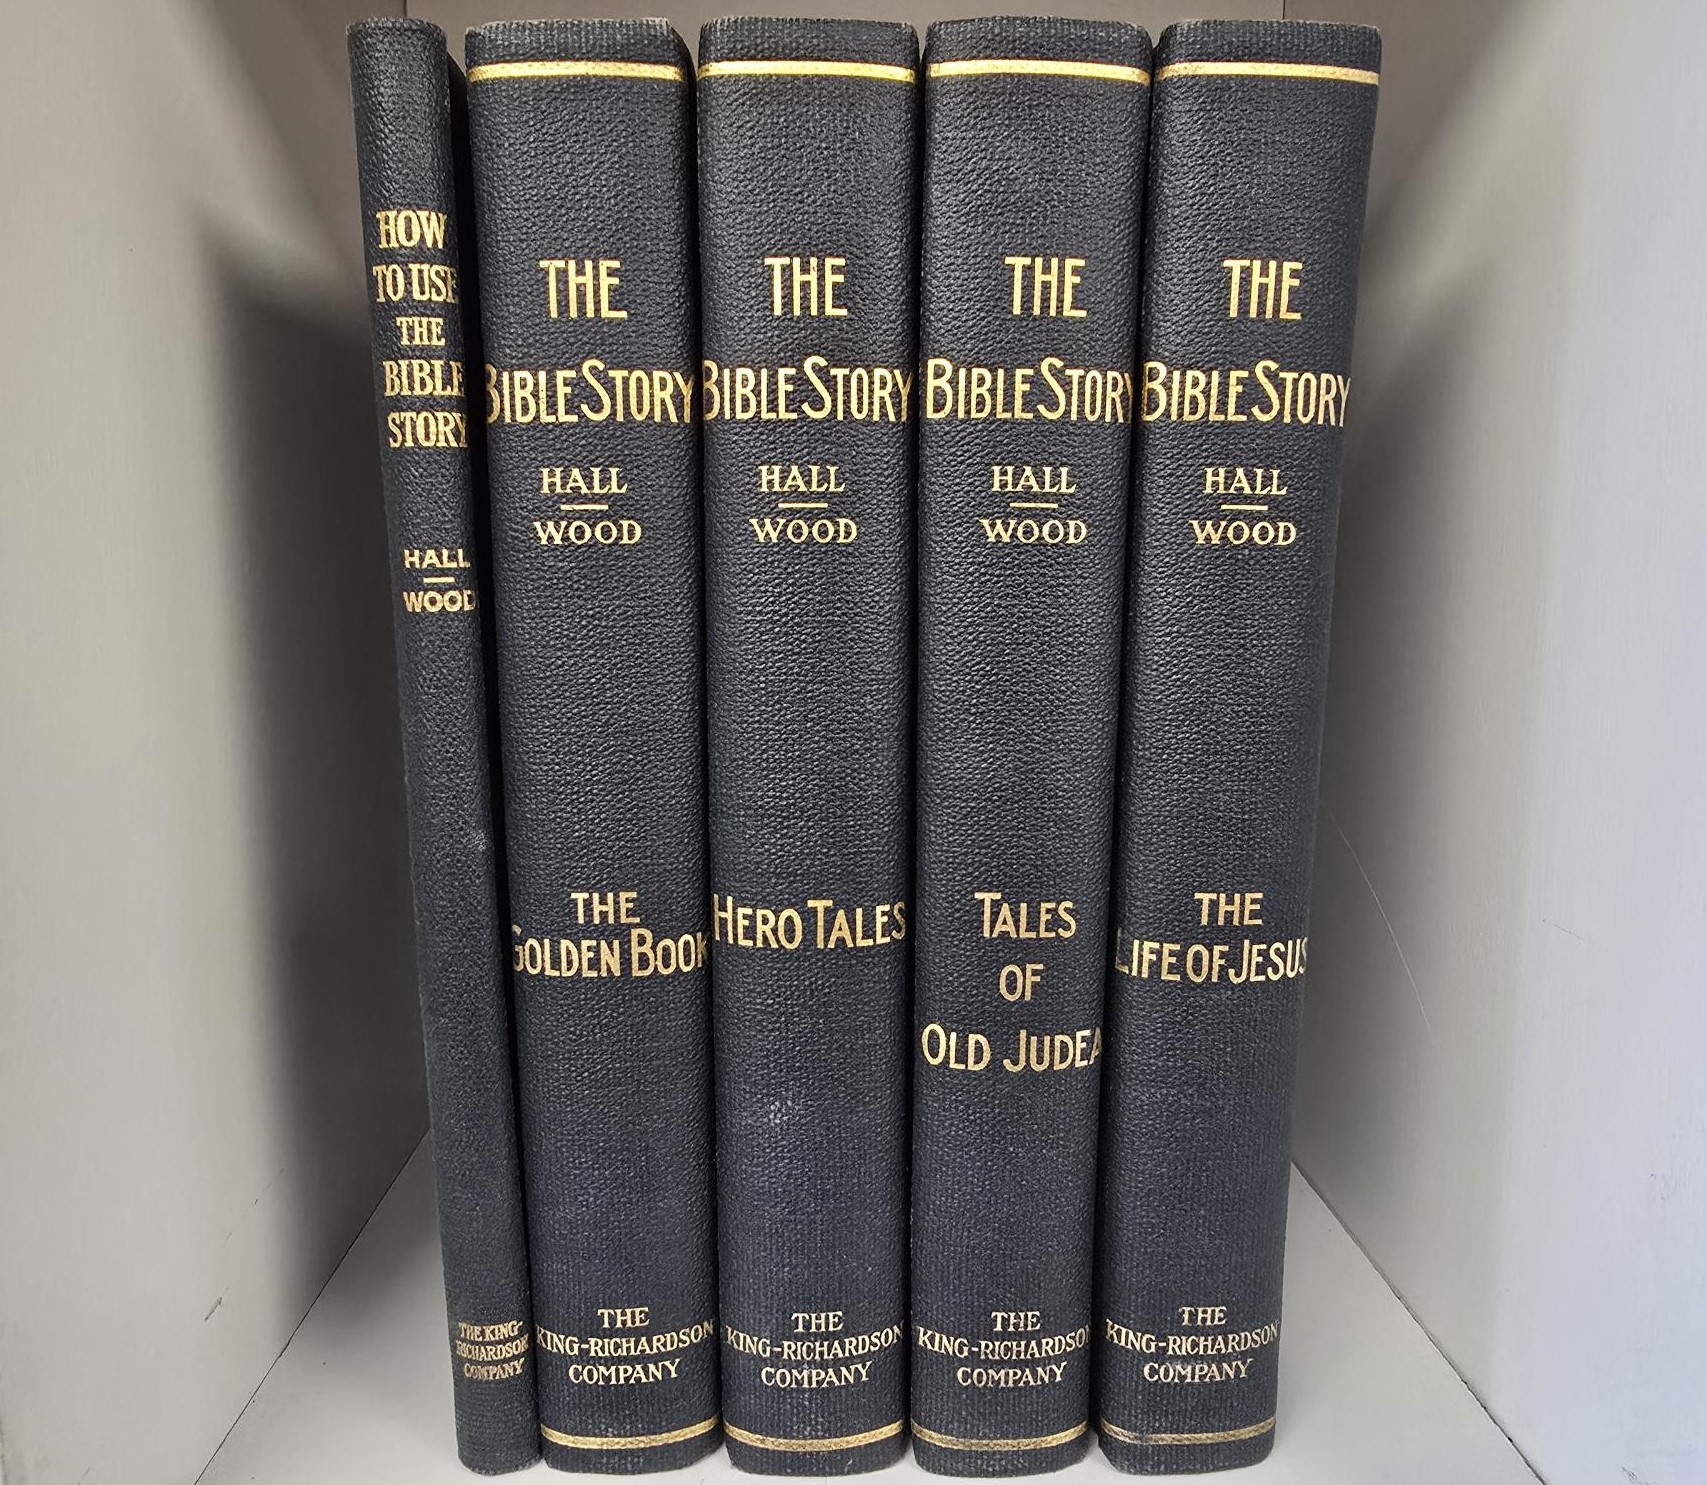 HOW
TO USE
THE
BIBLE
STORY
HALL
WOOD
THE KING-
RICHARDSON
COMPANY
THE
BIBLE STORY
HALL
WOOD
THE
GOLDEN BOOK
THE
KING-RICHARDSON
COMPANY
THE
BIBLE STORY
HALL
WOOD
HERO TALES
THE
KING-RICHARDSON
COMPANY
THE
BIBLE STORY
HALL
WOOD
TALES
OF
OLD JUDEA
THE
KING-RICHARDSON
COMPANY
THE
BIBLE STORY
HALL
WOOD
THE
LIFE OF JESUS
THE
KING-RICHARDSON
COMPANY